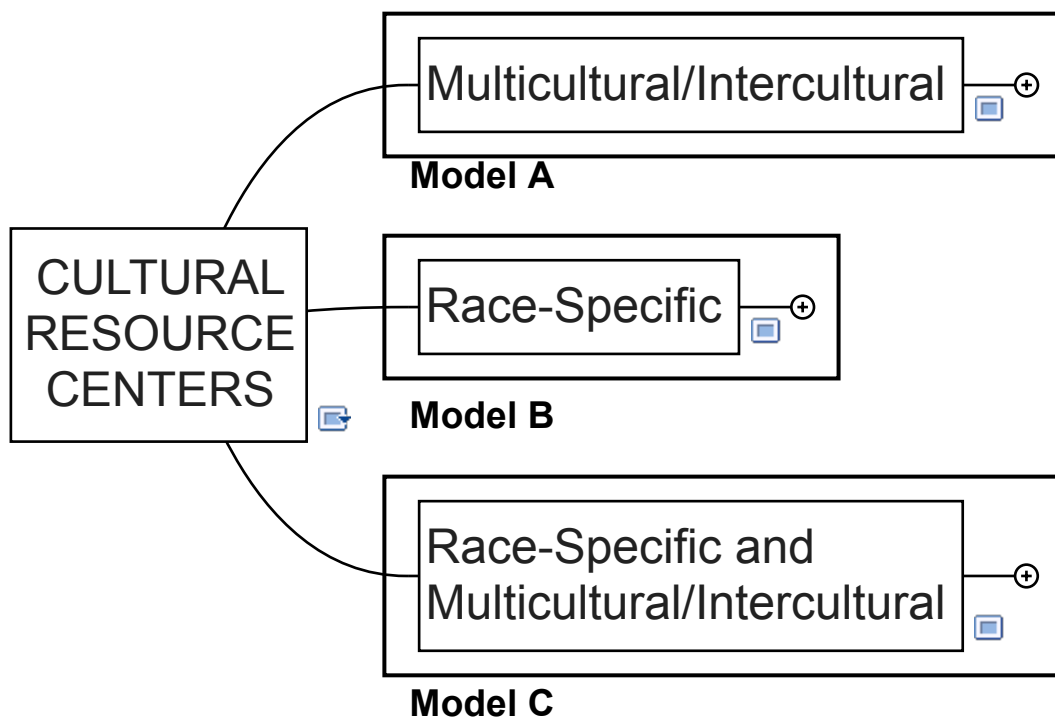 Multicultural/Intercultural
Model A
CULTURAL
RESOURCE
CENTERS
Race-Specific
Model B
Race-Specific and
Multicultural/Intercultural
Model C